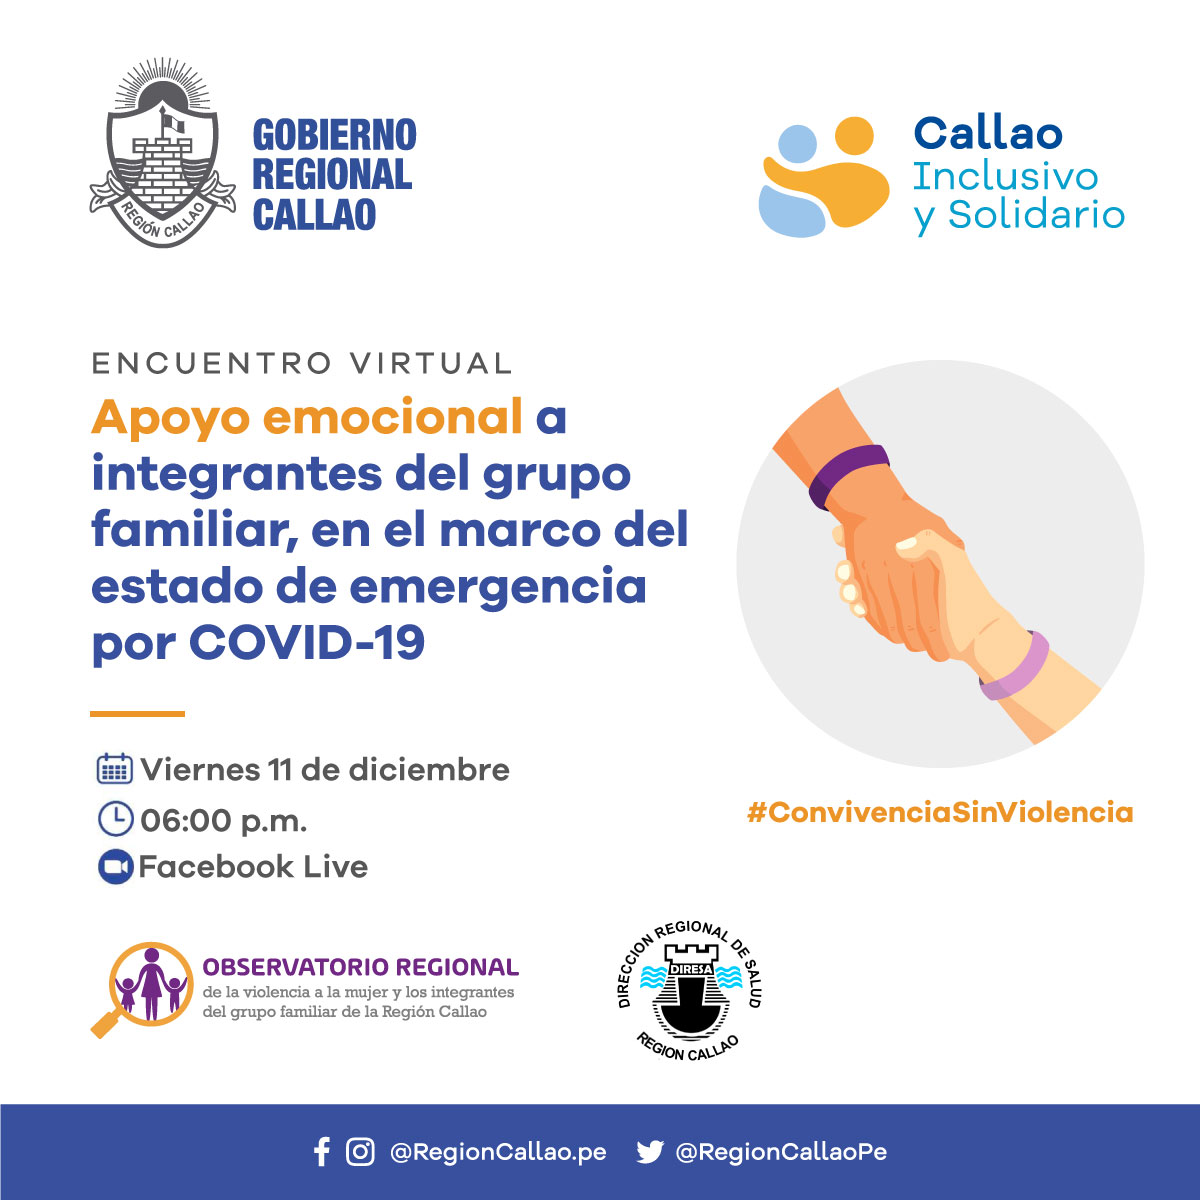 GOBIERNO
REGIONAL
CALLAO
REGIÓN CALLAO
Callao
Inclusivo
y Solidario
ENCUENTRO VIRTUAL
Apoyo emocional a
integrantes del grupo
familiar, en el marco del
estado de emergencia
por COVID-19
Viernes 11 de diciembre
06:00 p.m.
Facebook Live
#ConvivenciaSinViolencia
OBSERVATORIO REGIONAL
de la violencia a la mujer y los integrantes
del grupo familiar de la Región Callao
DIRECCION REGIONAL DE SALUD
DIRESA
REGION CALLAO
@RegionCallao.pe
@RegionCallaoPe